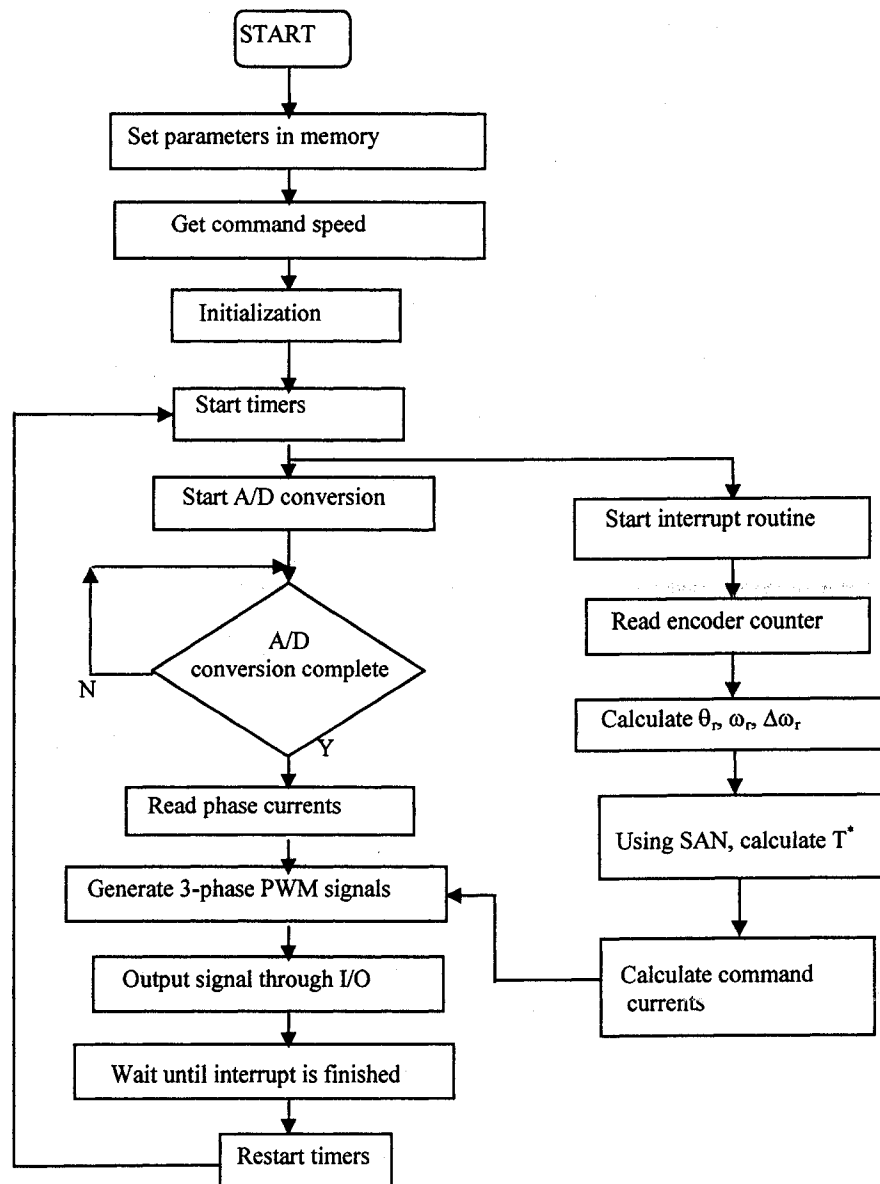 START
Set parameters in memory
Get command speed
Initialization
Start timers
Start A/D conversion
A/D
conversion complete
N
Y
Read phase currents
Generate 3-phase PWM signals
Output signal through I/O
Wait until interrupt is finished
Restart timers
Start interrupt routine
Read encoder counter
Calculate θr, ωr, Δωr
Using SAN, calculate T*
Calculate command
currents